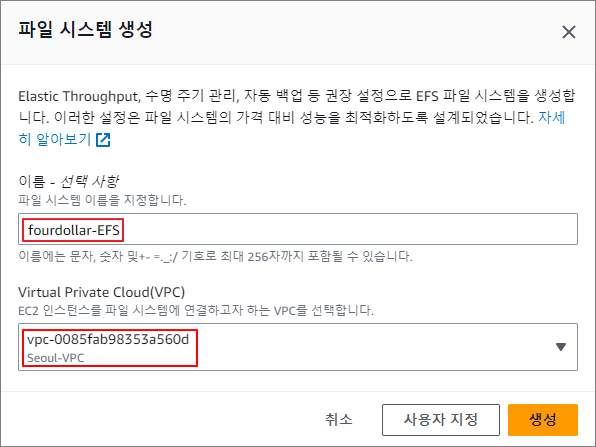 파일 시스템 생성
Elastic Throughput, 수명 주기 관리, 자동 백업 등 권장 설정으로 EFS 파일 시스템을 생성합
니다. 이러한 설정은 파일 시스템의 가격 대비 성능을 최적화하도록 설계되었습니다. 자세
히 알아보기
이름 - 선택 사항
파일 시스템 이름을 지정합니다.
fourdollar-EFS
이름에는 문자, 숫자 및+- =._:/ 기호로 최대 256자까지 포함될 수 있습니다.
Virtual Private Cloud(VPC)
EC2 인스턴스를 파일 시스템에 연결하고자 하는 VPC를 선택합니다.
vpc-0085fab98353a560d
Seoul-VPC
취소
사용자 지정
생성